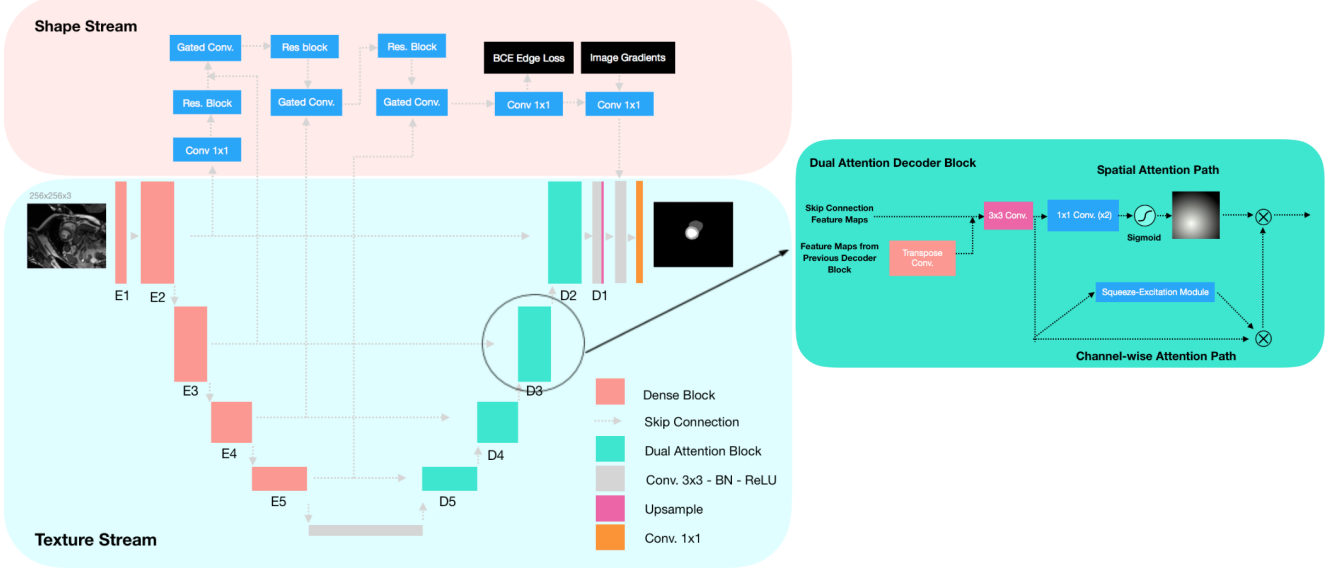 Shape Stream
Gated Conv.
Res block
Res. Block
BCE Edge Loss
Image Gradients
Res. Block
Gated Conv.
Gated Conv.
Conv 1x1
Conv 1x1
Conv 1x1
256x256x3
E1
E2
D2
D1
E3
D3
E4
D4
E5
D5
Dense Block
Skip Connection
Dual Attention Block
Conv. 3x3 - BN - ReLU
Upsample
Conv. 1x1
Texture Stream
Dual Attention Decoder Block
Spatial Attention Path
Skip Connection
Feature Maps
3x3 Conv.
1x1 Conv. (x2)
Sigmoid
Feature Maps from
Previous Decoder
Block
Transpose
Conv.
Squeeze-Excitation Module
Channel-wise Attention Path